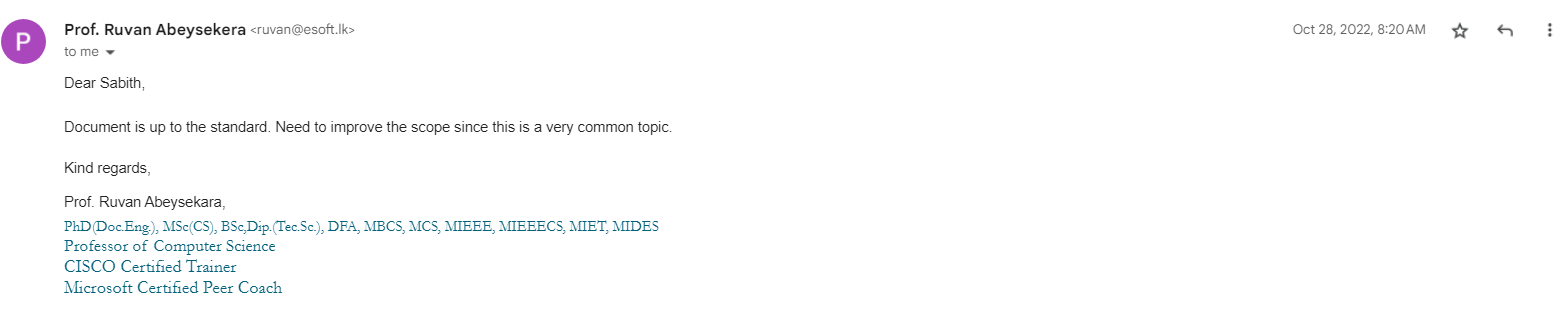 Prof. Ruvan Abeysekera <ruvan@esoft.lk> Oct 28, 2022, 8:20 AM
P
to me
Dear Sabith,
Document is up to the standard. Need to improve the scope since this is a very common topic.
Kind regards,
Prof. Ruvan Abeysekara,
PhD(Doc.Eng.), MSc(CS), BSc,Dip.(Tec.Sc.), DFA, MBCS, MCS, MIEEE, MIEEECS, MIET, MIDES
Professor of Computer Science
CISCO Certified Trainer
Microsoft Certified Peer Coach